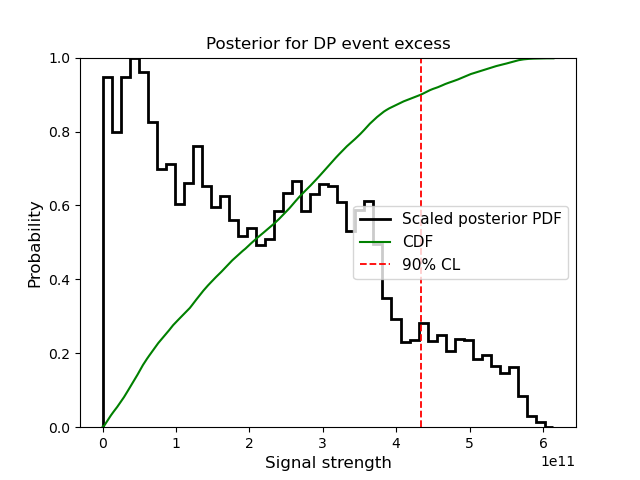 Posterior for DP event excess
Probability
1.0
0.8
0.6
0.4
0.2
0.0
Scaled posterior PDF
CDF
90% CL
0 1 2 3 4 5 6
1e11
Signal strength